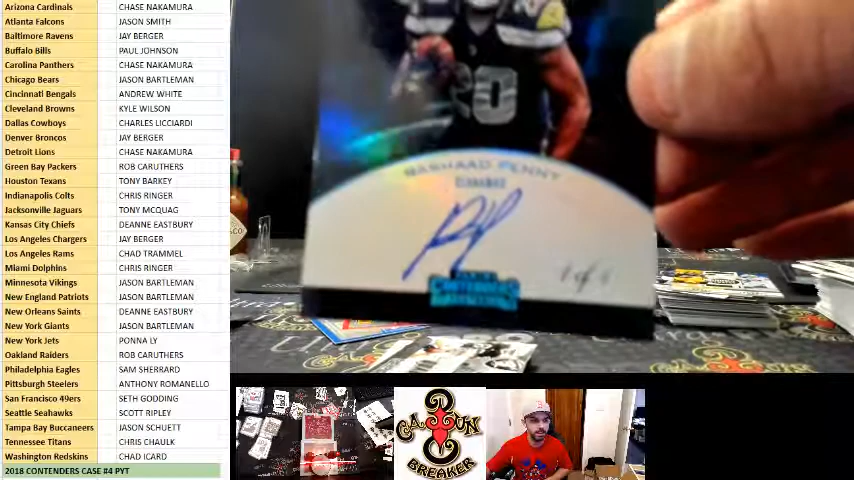 Arizona Cardinals CHASE NAKAMURA
Atlanta Falcons JASON SMITH
Baltimore Ravens JAY BERGER
Buffalo Bills PAUL JOHNSON
Carolina Panthers CHASE NAKAMURA
Chicago Bears JASON BARTLEMAN
Cincinnati Bengals ANDREW WHITE
Cleveland Browns KYLE WILSON
Dallas Cowboys CHARLES LICCIARDI
Denver Broncos JAY BERGER
Detroit Lions CHASE NAKAMURA
Green Bay Packers ROB CARUTHERS
Houston Texans TONY BARKEY
Indianapolis Colts CHRIS RINGER
Jacksonville Jaguars TONY MCQUAG
Kansas City Chiefs DEANNE EASTBURY
Los Angeles Chargers JAY BERGER
Los Angeles Rams CHAD TRAMMEL
Miami Dolphins CHRIS RINGER
Minnesota Vikings JASON BARTLEMAN
New England Patriots JASON BARTLEMAN
New Orleans Saints DEANNE EASTBURY
New York Giants JASON BARTLEMAN
New York Jets PONNA LY
Oakland Raiders ROB CARUTHERS
Philadelphia Eagles SAM SHERRARD
Pittsburgh Steelers ANTHONY ROMANELLO
San Francisco 49ers SETH GODDING
Seattle Seahawks SCOTT RIPLEY
Tampa Bay Buccaneers JASON SCHUETT
Tennessee Titans CHRIS CHAULK
Washington Redskins CHAD ICARD
2018 CONTENDERS CASE #4 PYT
20
RASHAAD PENNY
CONTENDERS
CAJUN
BREAKER